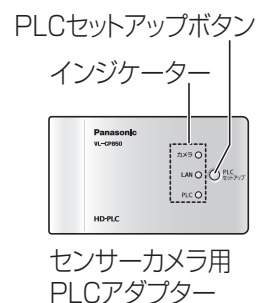 PLCセットアップボタン
インジケーター
Panasonic
VL-CP850
カメラ
LAN
PLC
PLC
セットアップ
HD-PLC
センサーカメラ用
PLCアダプター